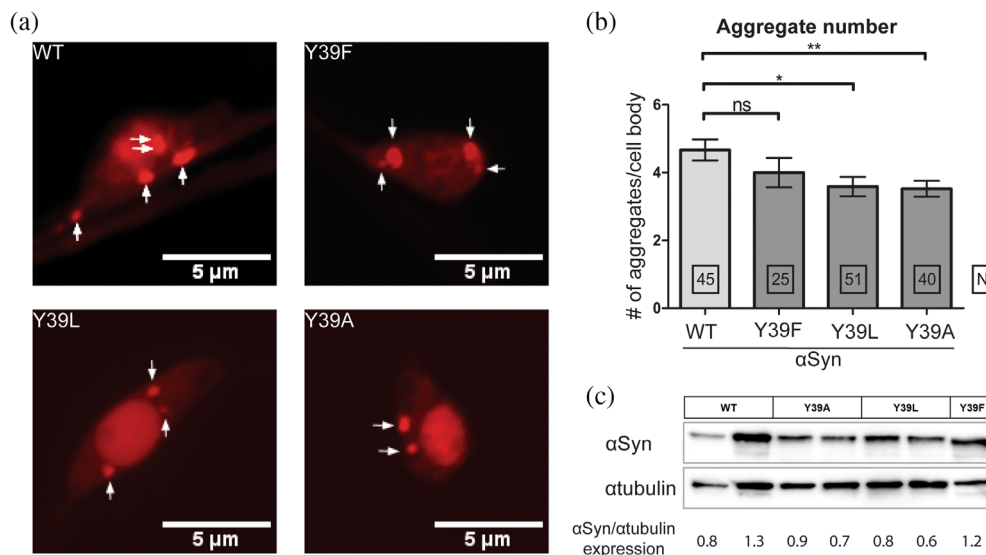 (a)
WT
5 µm
Y39F
5 µm
Y39L
5 µm
Y39A
5 µm
(b)
Aggregate number
**
*
ns
# of aggregates/cell body
6
4
2
0
45
25
51
40
N
WT
Y39F
Y39L
Y39A
αSyn
(c)
WT Y39A Y39L Y39F
αSyn
αtubulin
αSyn/αtubulin
expression
0.8 1.3 0.9 0.7 0.8 0.6 1.2